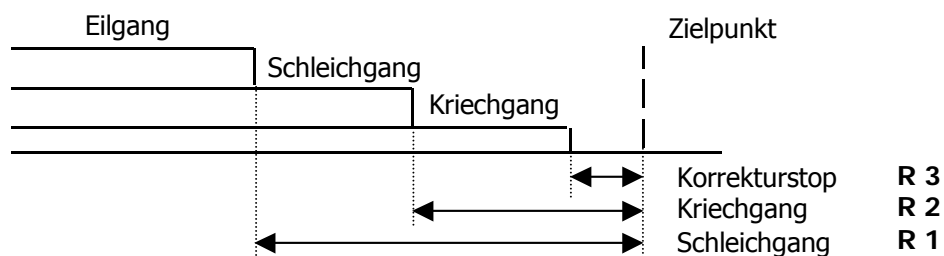 Eilgang Zielpunkt
Schleichgang
Kriechgang
Korrekturstop R 3
Kriechgang R 2
Schleichgang R 1